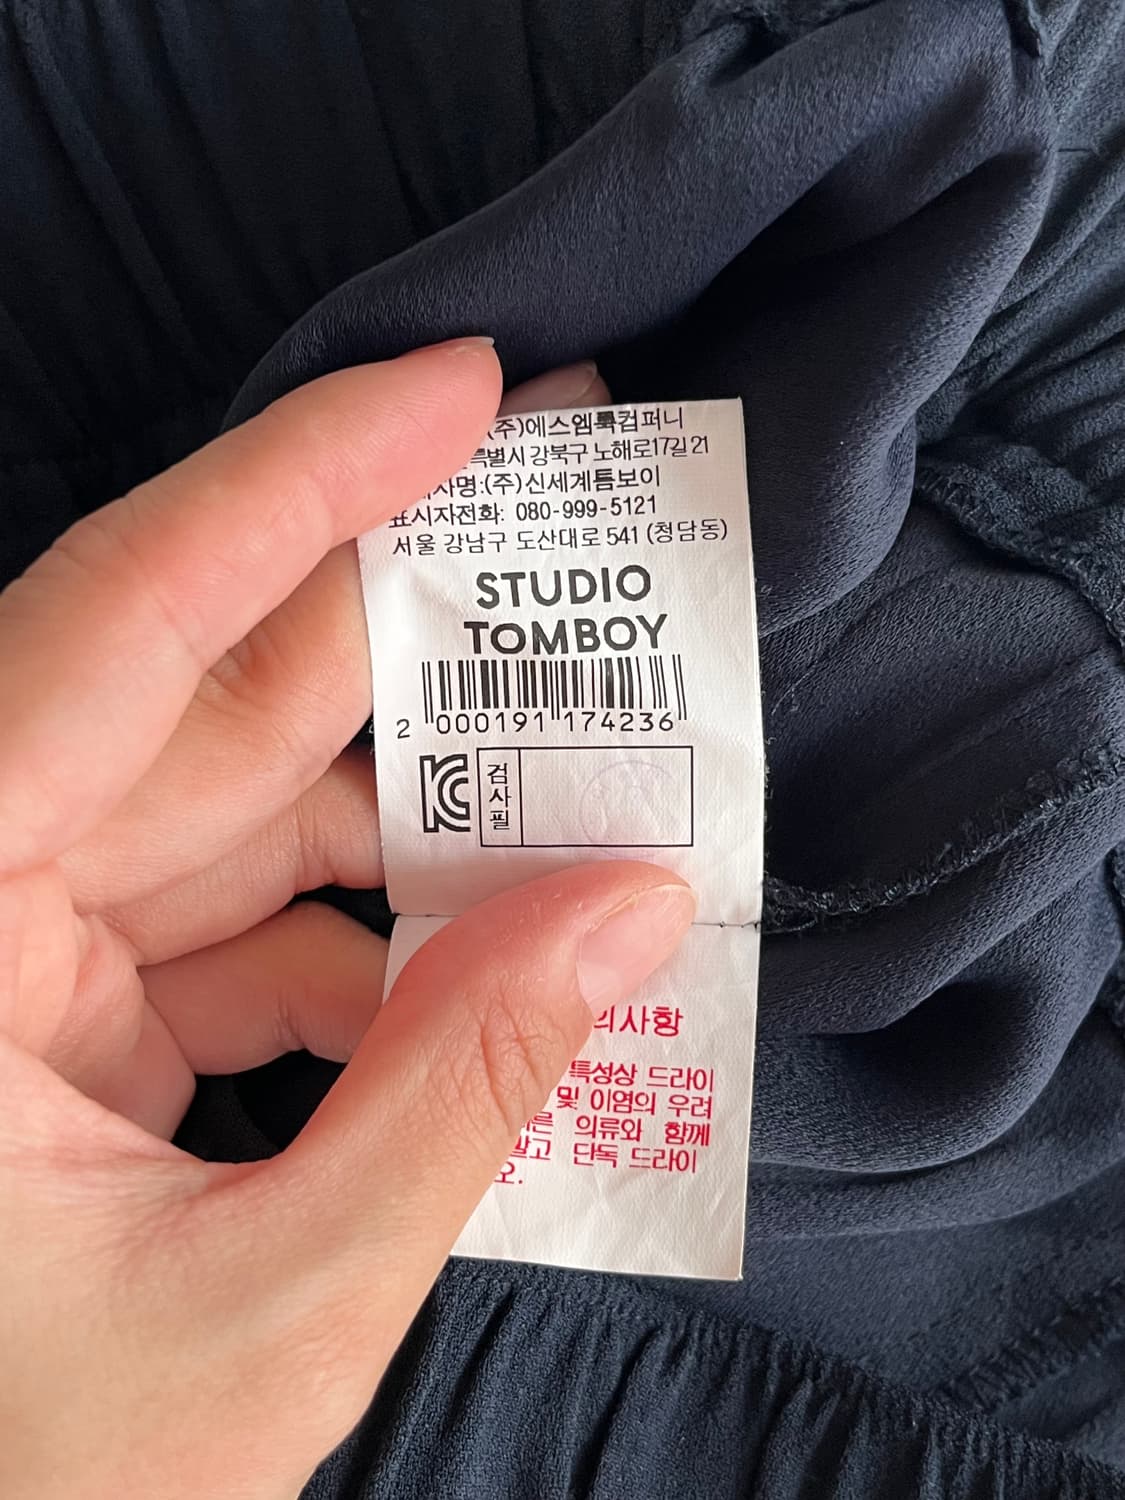 (주)에스엠룩컴퍼니
특별시 강북구 노해로17길 21
자명:(주)신세계톰보이
표시자전화: 080-999-5121
서울 강남구 도산대로 541 (청담동)
STUDIO
TOMBOY
2 000191 174236
KC
검사필
의사항
특성상 드라이
및 이염의 우려
의류와 함께
말고 단독 드라이
오.